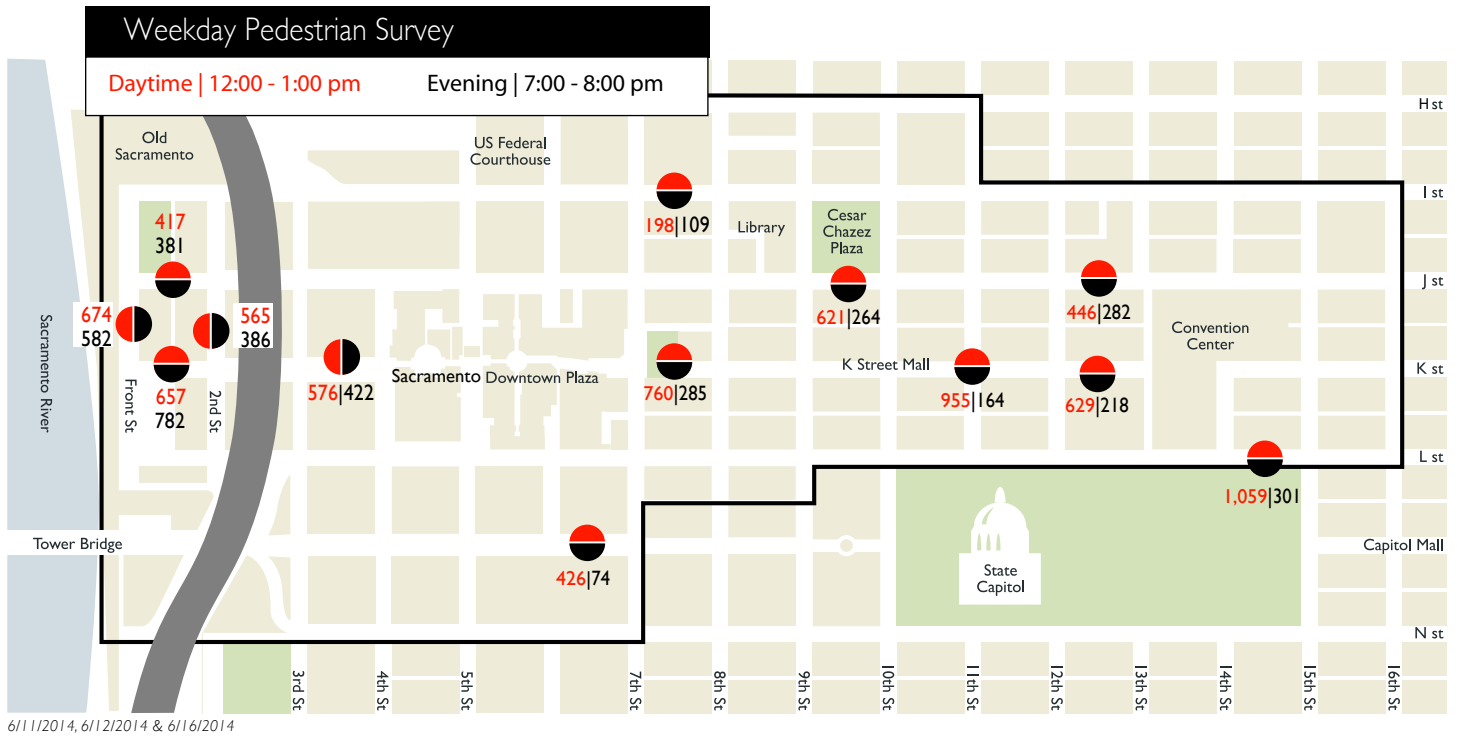 Weekday Pedestrian Survey
Daytime | 12:00 - 1:00 pm
Evening | 7:00 - 8:00 pm
H st
Old
Sacramento
US Federal
Courthouse
I st
417
381
198|109
Library
Cesar
Chazez
Plaza
J st
674
582
565
386
621|264
446|282
Convention
Center
Sacramento River
Front St
2nd St
657
782
576|422
Sacramento Downtown Plaza
760|285
K Street Mall
955|164
629|218
K st
L st
1,059|301
Tower Bridge
426|74
State
Capitol
Capitol Mall
N st
3rd St
4th St
5th St
7th St
8th St
9th St
10th St
11th St
12th St
13th St
14th St
15th St
16th St
6/11/2014, 6/12/2014 & 6/16/2014